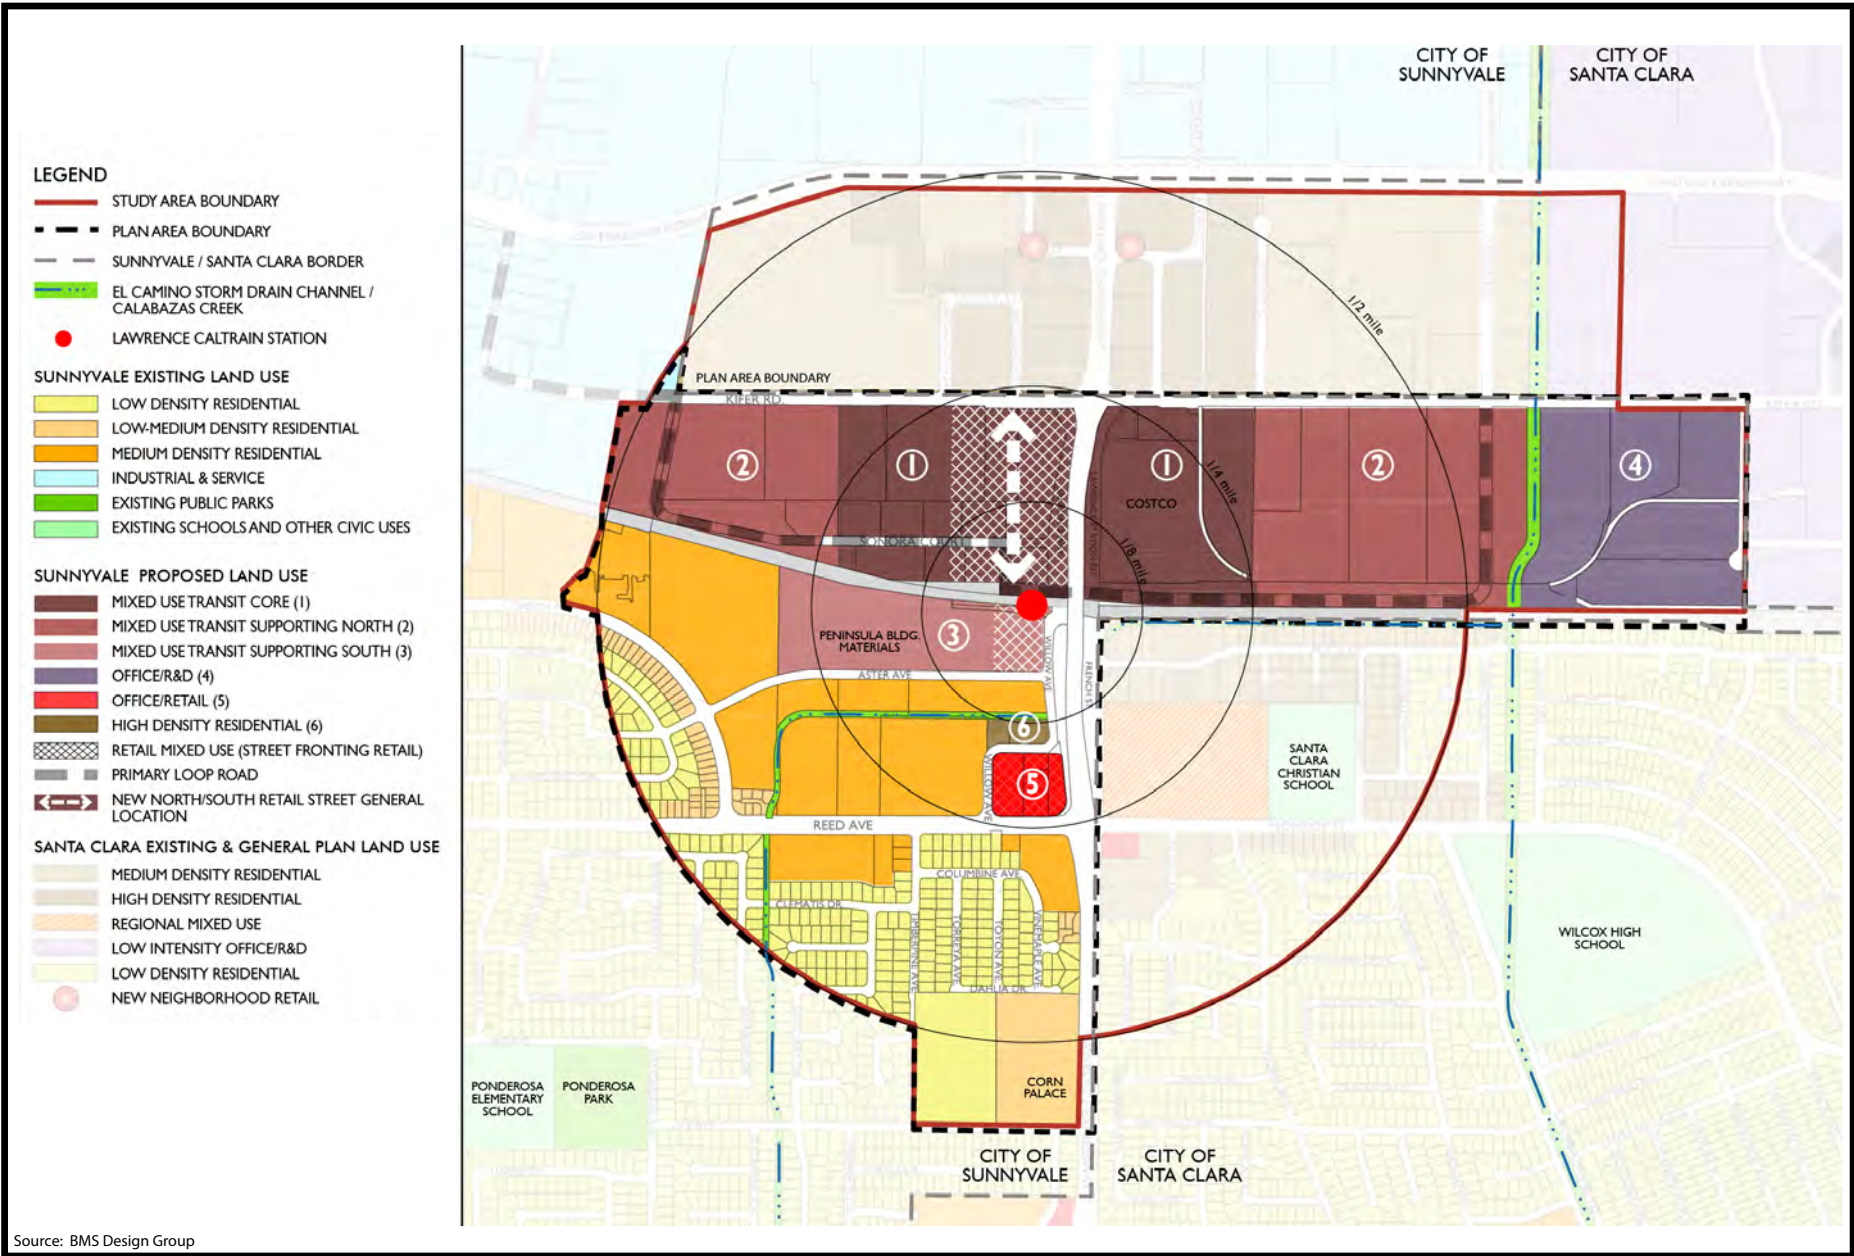 LEGEND
STUDY AREA BOUNDARY
PLAN AREA BOUNDARY
SUNNYVALE / SANTA CLARA BORDER
EL CAMINO STORM DRAIN CHANNEL /
CALABAZAS CREEK
LAWRENCE CALTRAIN STATION
SUNNYVALE EXISTING LAND USE
LOW DENSITY RESIDENTIAL
LOW-MEDIUM DENSITY RESIDENTIAL
MEDIUM DENSITY RESIDENTIAL
INDUSTRIAL & SERVICE
EXISTING PUBLIC PARKS
EXISTING SCHOOLS AND OTHER CIVIC USES
SUNNYVALE PROPOSED LAND USE
MIXED USE TRANSIT CORE (1)
MIXED USE TRANSIT SUPPORTING NORTH (2)
MIXED USE TRANSIT SUPPORTING SOUTH (3)
OFFICE/R&D (4)
OFFICE/RETAIL (5)
HIGH DENSITY RESIDENTIAL (6)
RETAIL MIXED USE (STREET FRONTING RETAIL)
PRIMARY LOOP ROAD
NEW NORTH/SOUTH RETAIL STREET GENERAL
LOCATION
SANTA CLARA EXISTING & GENERAL PLAN LAND USE
MEDIUM DENSITY RESIDENTIAL
HIGH DENSITY RESIDENTIAL
REGIONAL MIXED USE
LOW INTENSITY OFFICE/R&D
LOW DENSITY RESIDENTIAL
NEW NEIGHBORHOOD RETAIL
CITY OF
SUNNYVALE
CITY OF
SANTA CLARA
1/2 mile
PLAN AREA BOUNDARY
KIFER RD.
2
1
1
2
4
1/4 mile
COSTCO
SONORA COURT
1/8 mile
PENINSULA BLDG.
MATERIALS
3
WILLOW AVE
FRENCH ST
ASTER AVE
6
5
WILLOW AVE
SANTA
CLARA
CHRISTIAN
SCHOOL
REED AVE
COLUMBINE AVE
CLEMATIS DR.
TIMBERPINE AVE
TORREYA AVE
TOYON AVE
VINEMAPLE AVE
DAHLIA DR.
WILCOX HIGH
SCHOOL
PONDEROSA
ELEMENTARY
SCHOOL
PONDEROSA
PARK
CORN
PALACE
CITY OF
SUNNYVALE
CITY OF
SANTA CLARA
Source: BMS Design Group